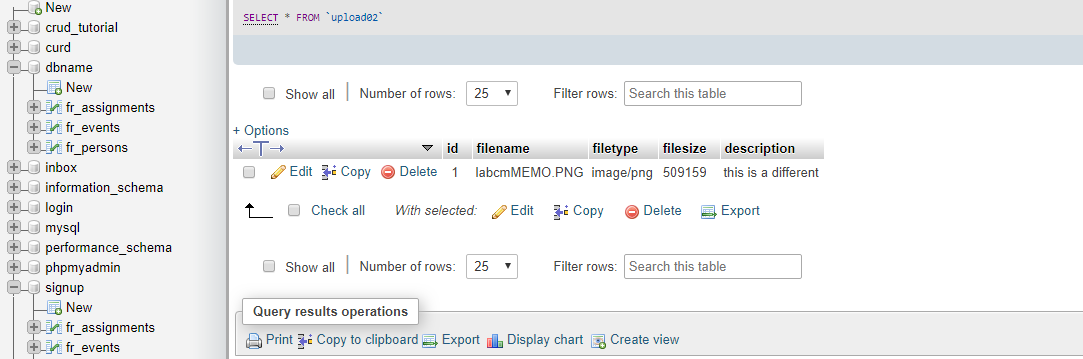 New
crud_tutorial
curd
dbname
New
fr_assignments
fr_events
fr_persons
inbox
information_schema
login
mysql
performance_schema
phpmyadmin
signup
New
fr_assignments
fr_events
SELECT * FROM `upload02`
Show all Number of rows: 25 Filter rows: Search this table
+ Options
←T→ id filename filetype filesize description
Edit Copy Delete 1 labcmMEMO.PNG image/png 509159 this is a different
Check all With selected: Edit Copy Delete Export
Show all Number of rows: 25 Filter rows: Search this table
Query results operations
Print Copy to clipboard Export Display chart Create view